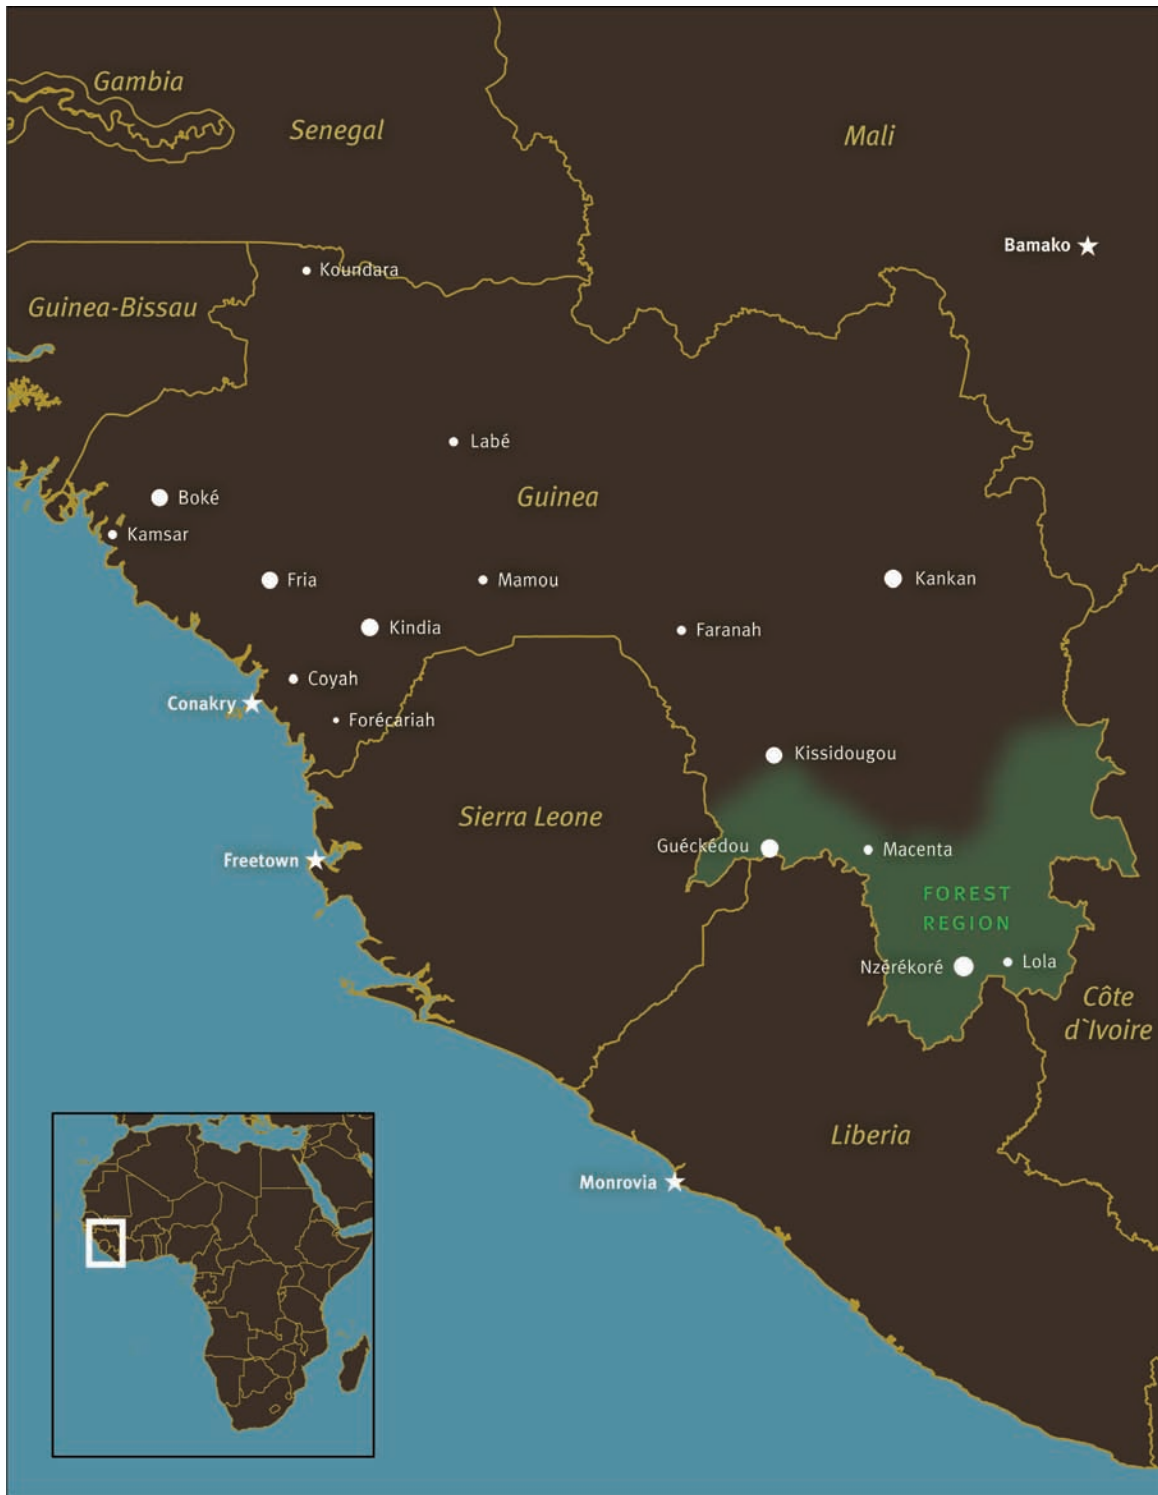 Gambia
Senegal
Mali
Bamako
Koundara
Guinea-Bissau
Labé
Guinea
Boké
Kamsar
Fria
Mamou
Kankan
Kindia
Faranah
Coyah
Conakry
Forécariah
Kissidougou
Sierra Leone
Guéckédou
Macenta
Freetown
FOREST
REGION
Nzérékoré
Lola
Côte
d`Ivoire
Liberia
Monrovia